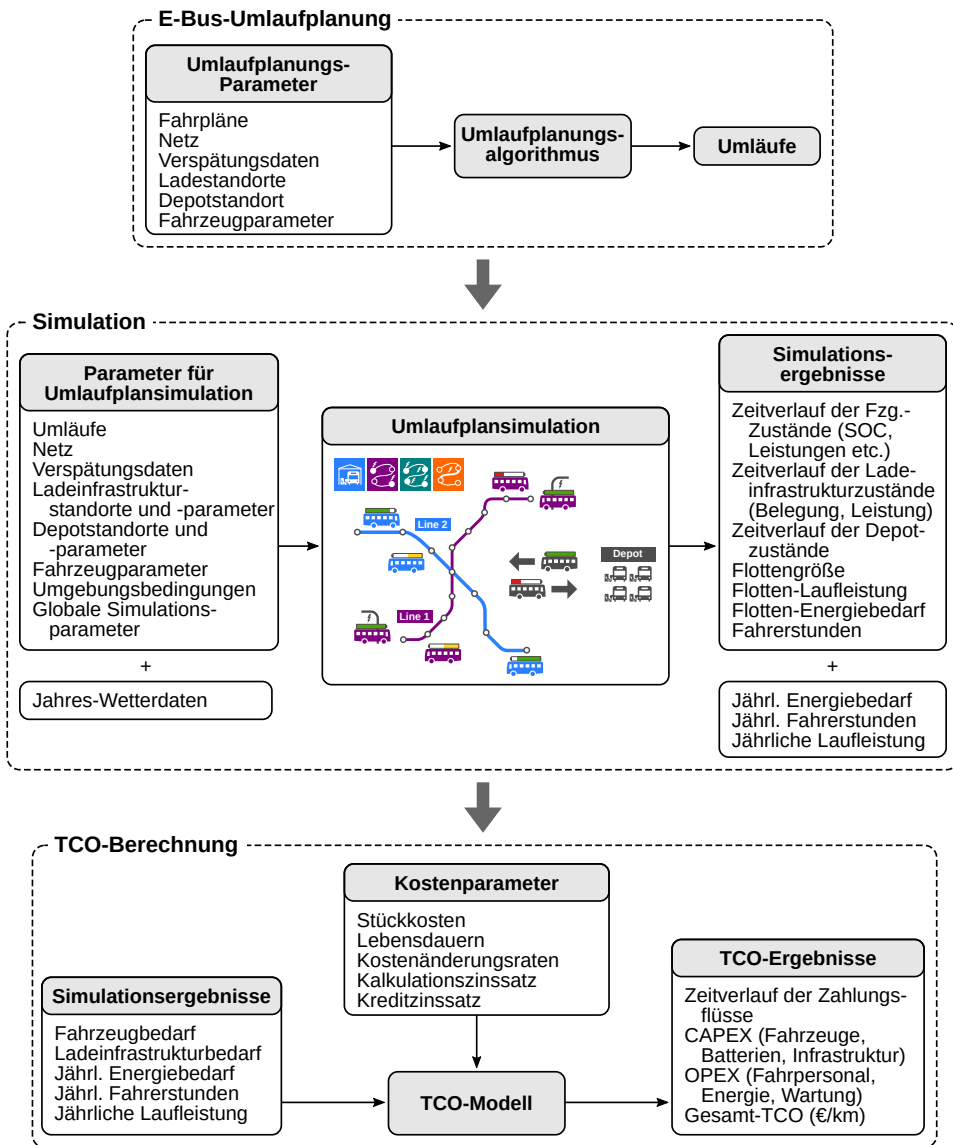 E-Bus-Umlaufplanung
Umlaufplanungs-
Parameter
Fahrpläne
Netz
Verspätungsdaten
Ladestandorte
Depotstandort
Fahrzeugparameter
Umlaufplanungs-
algorithmus
Umläufe
Simulation
Parameter für
Umlaufplansimulation
Umläufe
Netz
Verspätungsdaten
Ladeinfrastruktur-
standorte und -parameter
Depotstandorte und
-parameter
Fahrzeugparameter
Umgebungsbedingungen
Globale Simulations-
parameter
+
Jahres-Wetterdaten
Umlaufplansimulation
Line 2
Line 1
Depot
Simulations-
ergebnisse
Zeitverlauf der Fzg.-
Zustände (SOC,
Leistungen etc.)
Zeitverlauf der Lade-
infrastrukturzustände
(Belegung, Leistung)
Zeitverlauf der Depot-
zustände
Flottengröße
Flotten-Laufleistung
Flotten-Energiebedarf
Fahrerstunden
+
Jährl. Energiebedarf
Jährl. Fahrerstunden
Jährliche Laufleistung
TCO-Berechnung
Simulationsergebnisse
Fahrzeugbedarf
Ladeinfrastrukturbedarf
Jährl. Energiebedarf
Jährl. Fahrerstunden
Jährliche Laufleistung
Kostenparameter
Stückkosten
Lebensdauern
Kostenänderungsraten
Kalkulationszinssatz
Kreditzinssatz
TCO-Modell
TCO-Ergebnisse
Zeitverlauf der Zahlungs-
flüsse
CAPEX (Fahrzeuge,
Batterien, Infrastruktur)
OPEX (Fahrpersonal,
Energie, Wartung)
Gesamt-TCO (€/km)